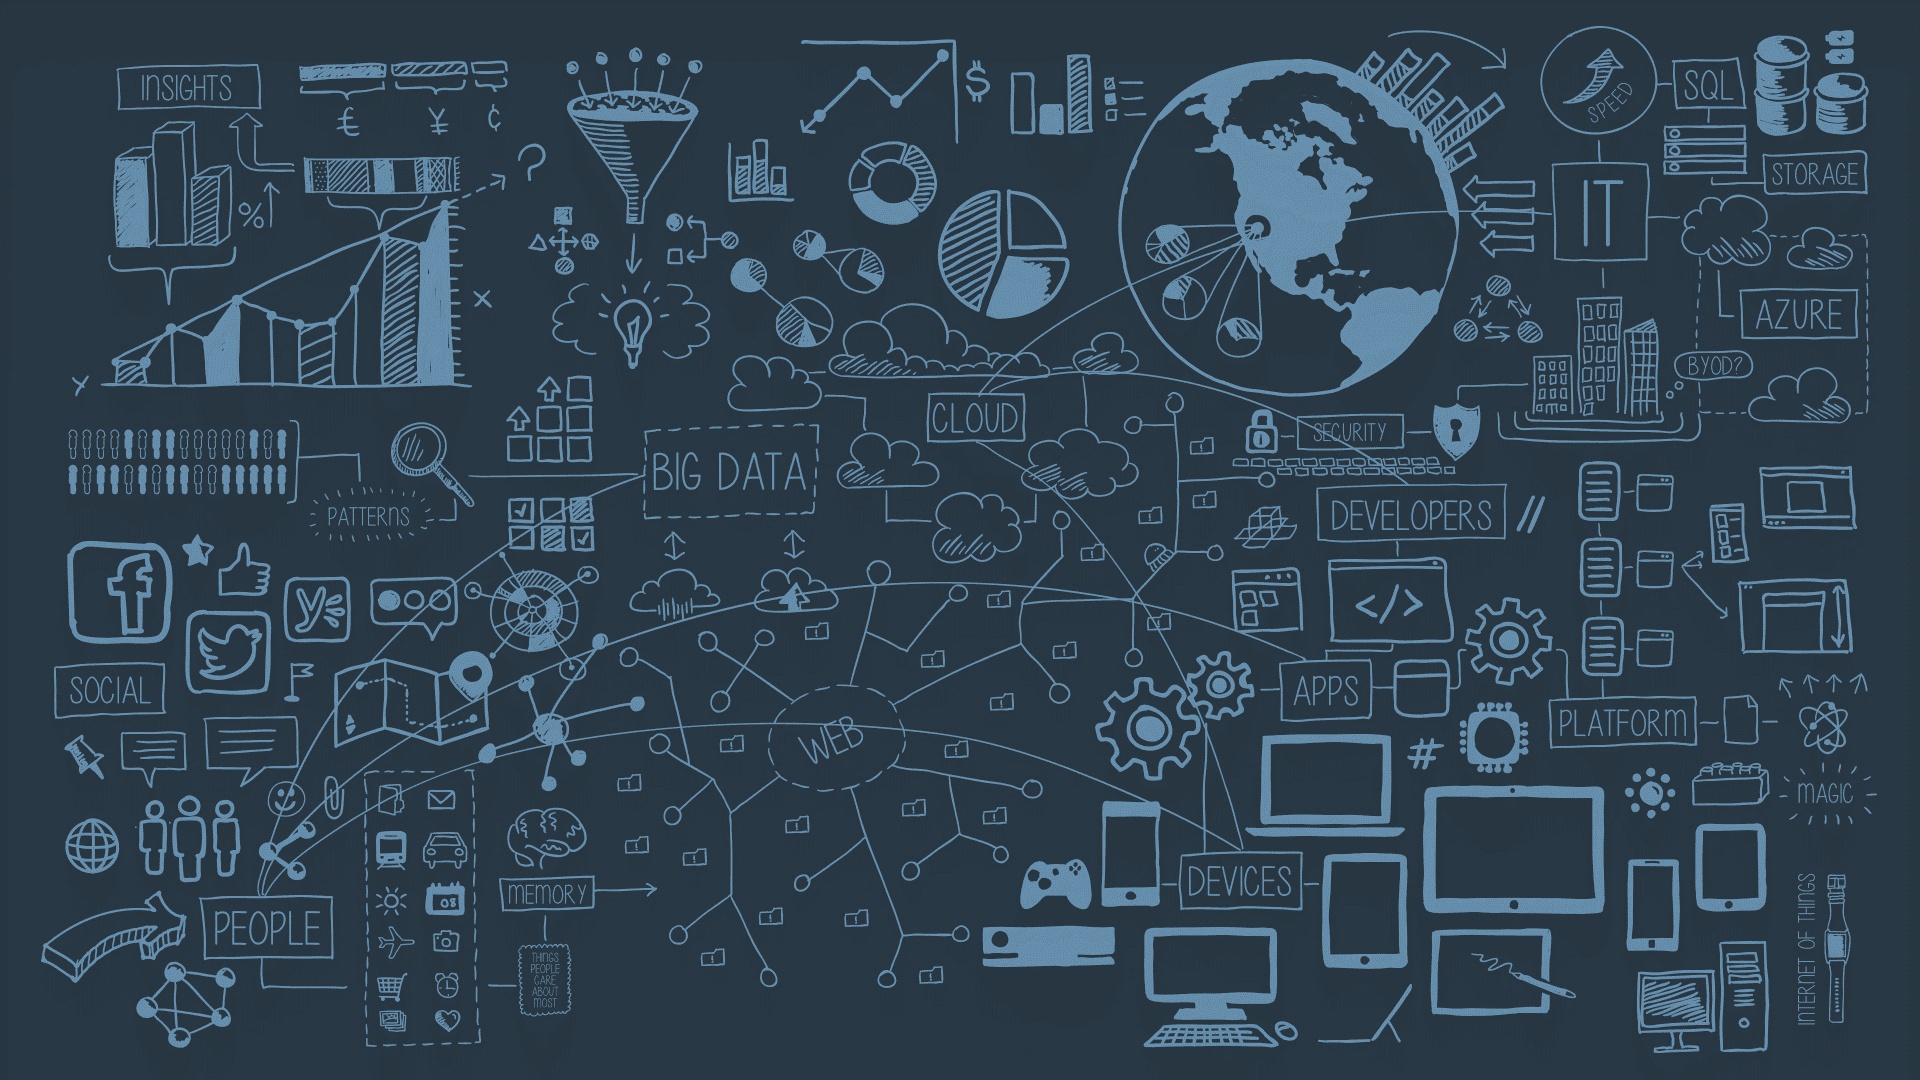 INSIGHTS
€
¥
¢
%
?
$
SPEED
SQL
STORAGE
IT
AZURE
BYOD?
X
Y
CLOUD
SECURITY
BIG DATA
PATTERNS
DEVELOPERS //
</>
f
y
SOCIAL
APPS
PLATFORM
WEB
#
MAGIC
MEMORY
DEVICES
PEOPLE
08
THINGS
PEOPLE
CARE
ABOUT
MOST
INTERNET OF THINGS